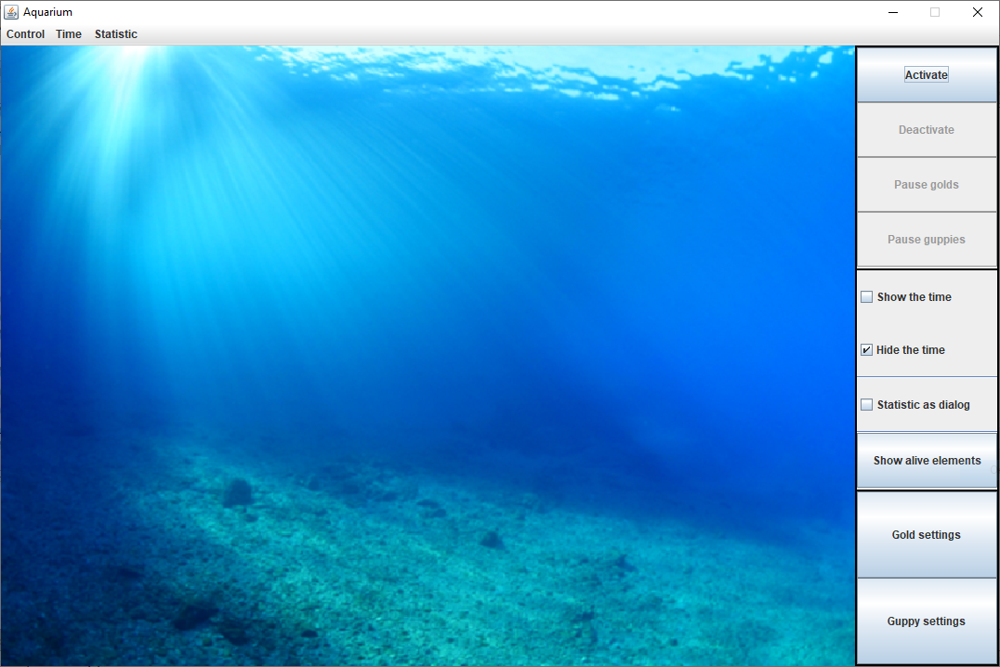 Aquarium
Control Time Statistic
Activate
Deactivate
Pause golds
Pause guppies
Show the time
Hide the time
Statistic as dialog
Show alive elements
Gold settings
Guppy settings